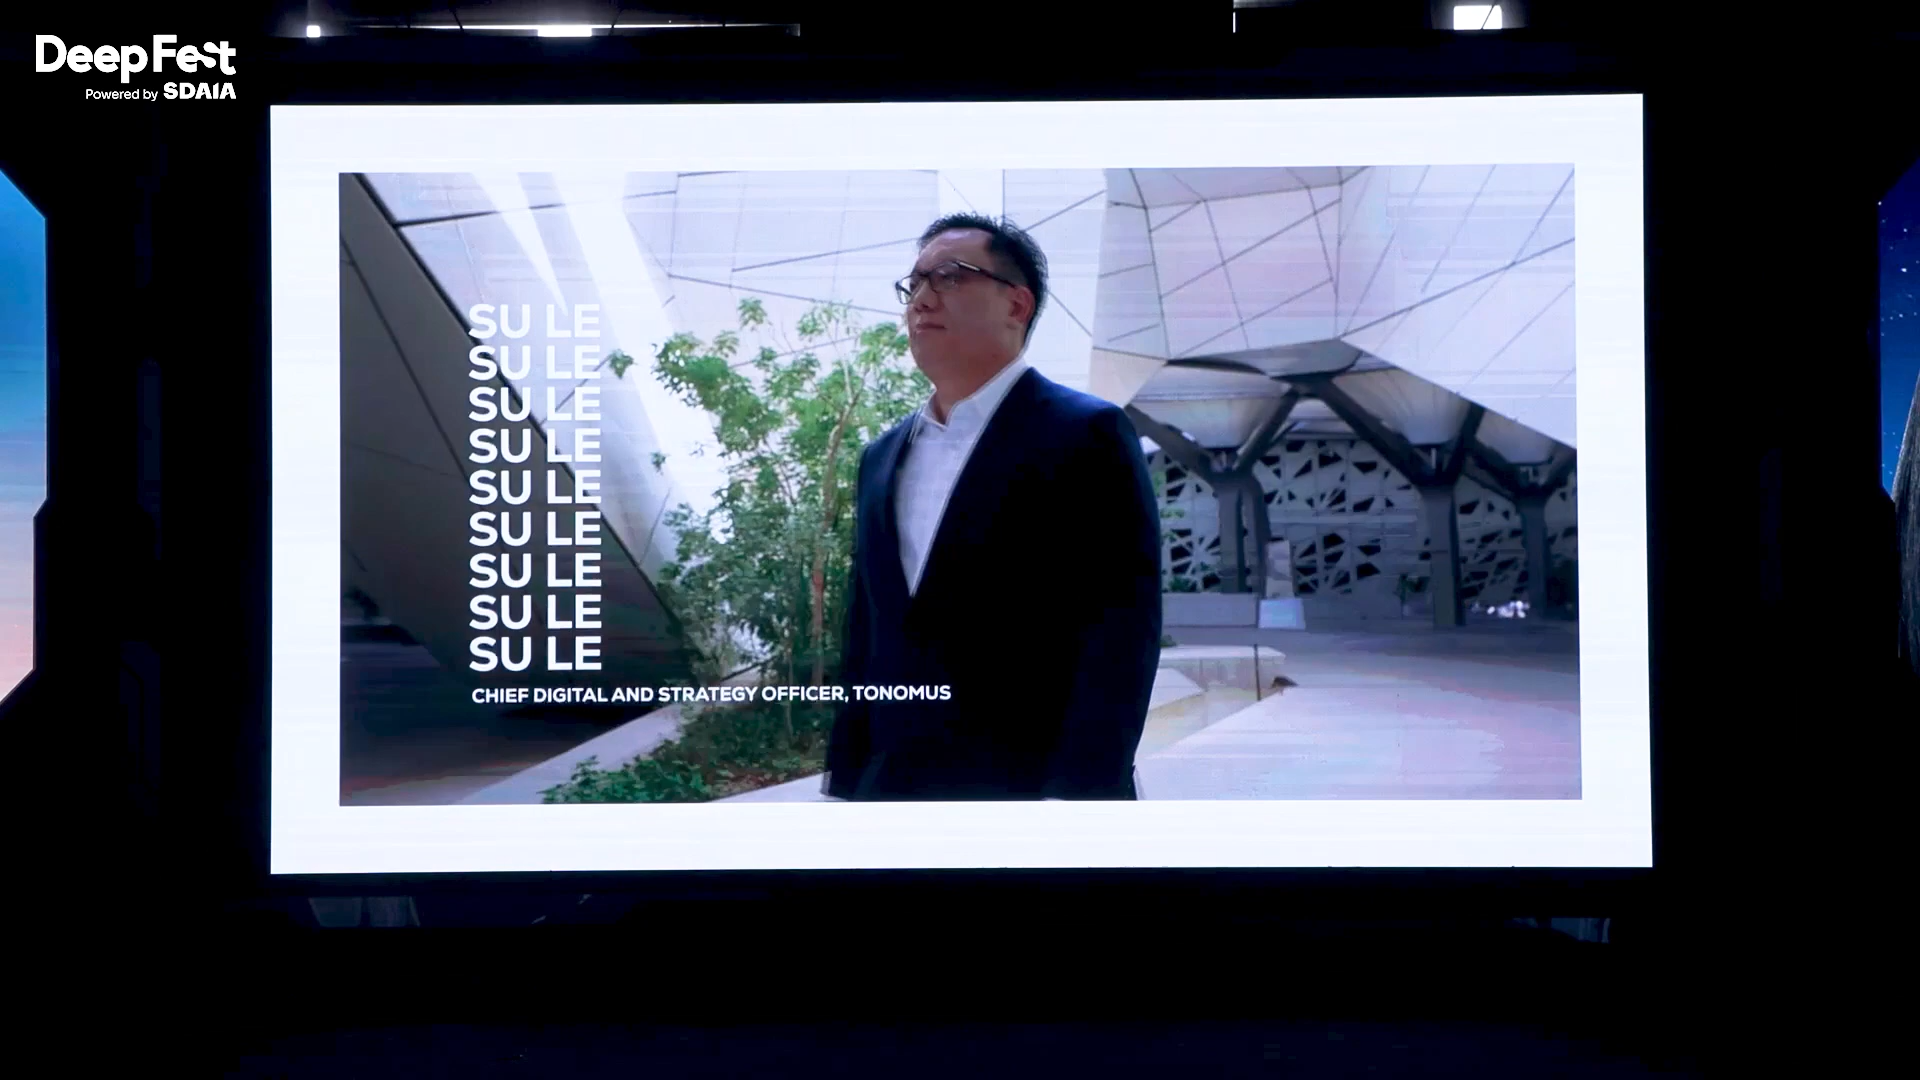 DeepFest
Powered by SDAIA
SU LE
SU LE
SU LE
SU LE
SU LE
SU LE
SU LE
SU LE
SU LE
CHIEF DIGITAL AND STRATEGY OFFICER, TONOMUS